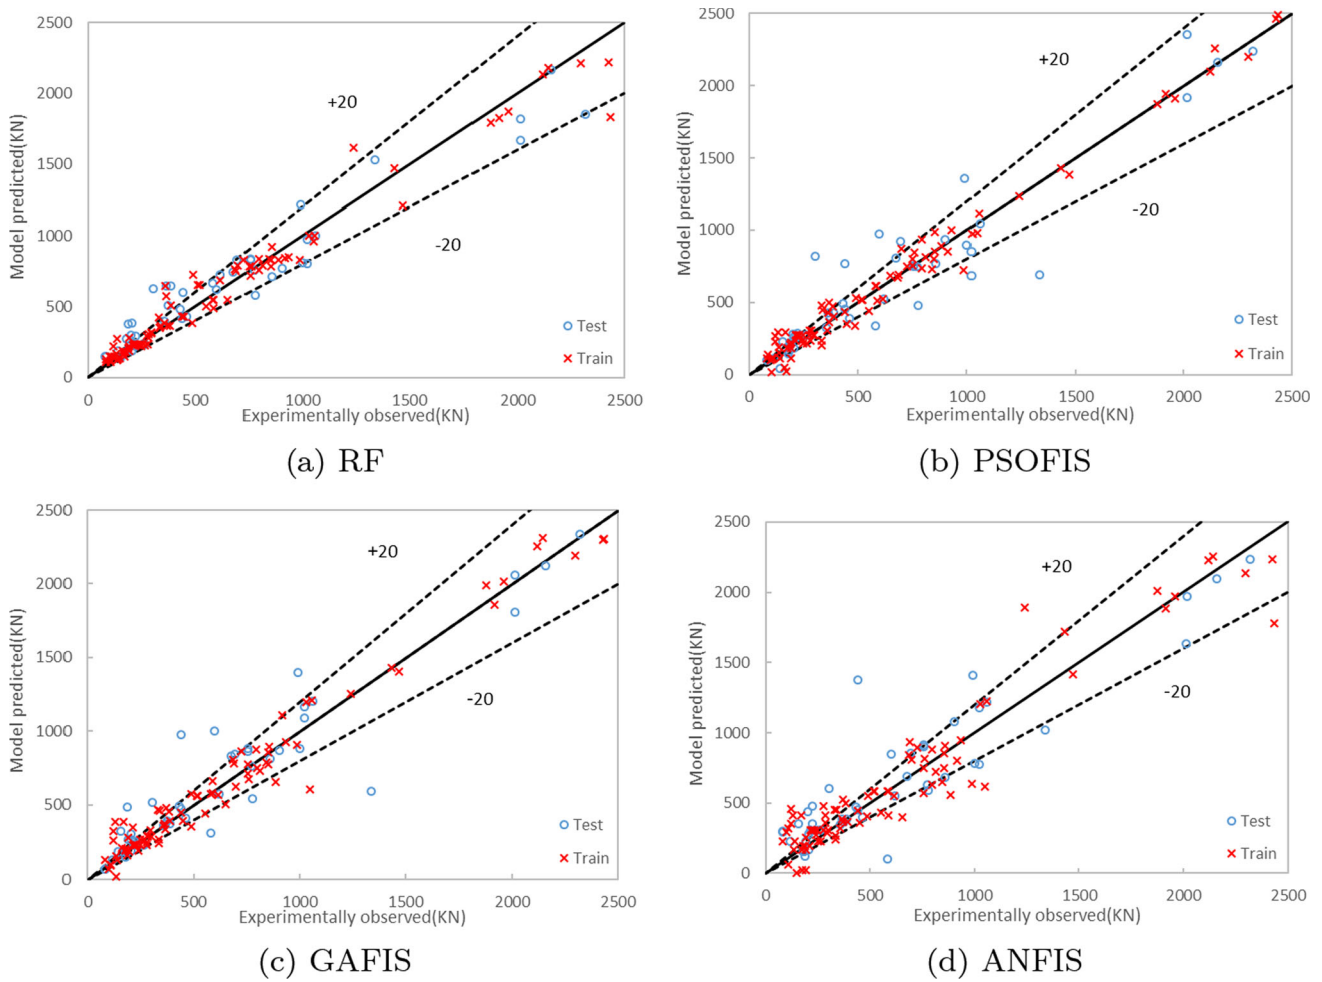 2500
2000
1500
1000
500
0
Model predicted(KN)
+20
-20
Test
Train
0 500 1000 1500 2000 2500
Experimentally observed(KN)
(a) RF
2500
2000
1500
1000
500
0
Model predicted(KN)
+20
-20
Test
Train
0 500 1000 1500 2000 2500
Experimentally observed(KN)
(b) PSOFIS
2500
2000
1500
1000
500
0
Model predicted(KN)
+20
-20
Test
Train
0 500 1000 1500 2000 2500
Experimentally observed(KN)
(c) GAFIS
2500
2000
1500
1000
500
0
Model predicted(KN)
+20
-20
Test
Train
0 500 1000 1500 2000 2500
Experimentally observed(KN)
(d) ANFIS